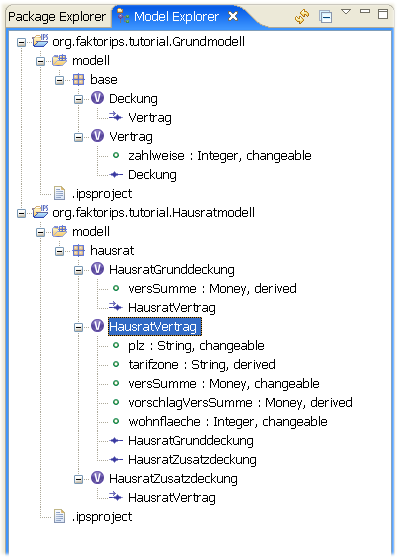 Package Explorer Model Explorer
org.faktorips.tutorial.Grundmodell
modell
base
V Deckung
Vertrag
V Vertrag
zahlweise : Integer, changeable
Deckung
.ipsproject
org.faktorips.tutorial.Hausratmodell
modell
hausrat
V HausratGrunddeckung
versSumme : Money, derived
HausratVertrag
V HausratVertrag
plz : String, changeable
tarifzone : String, derived
versSumme : Money, changeable
vorschlagVersSumme : Money, derived
wohnflaeche : Integer, changeable
HausratGrunddeckung
HausratZusatzdeckung
V HausratZusatzdeckung
HausratVertrag
.ipsproject